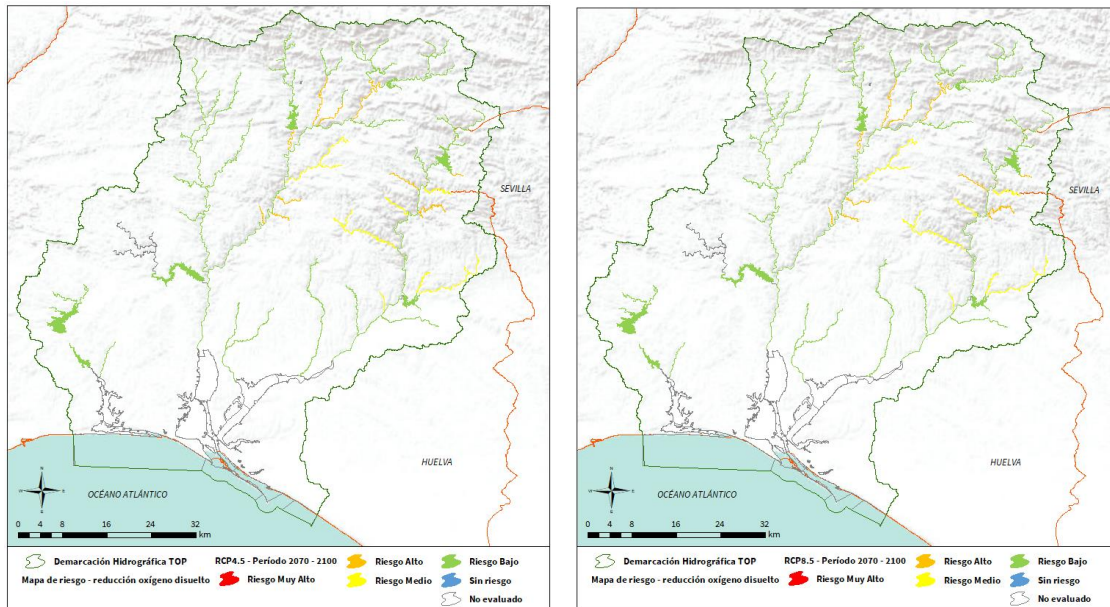 SEVILLA
HUELVA
OCÉANO ATLÁNTICO
N
W E
S
0 4 8 16 24 32
km
Demarcación Hidrográfica TOP RCP4.5 - Período 2070 - 2100 Riesgo Alto Riesgo Bajo
Mapa de riesgo - reducción oxígeno disuelto Riesgo Muy Alto Riesgo Medio Sin riesgo
No evaluado
SEVILLA
HUELVA
OCÉANO ATLÁNTICO
N
W E
S
0 4 8 16 24 32
km
Demarcación Hidrográfica TOP RCP8.5 - Período 2070 - 2100 Riesgo Alto Riesgo Bajo
Mapa de riesgo - reducción oxígeno disuelto Riesgo Muy Alto Riesgo Medio Sin riesgo
No evaluado